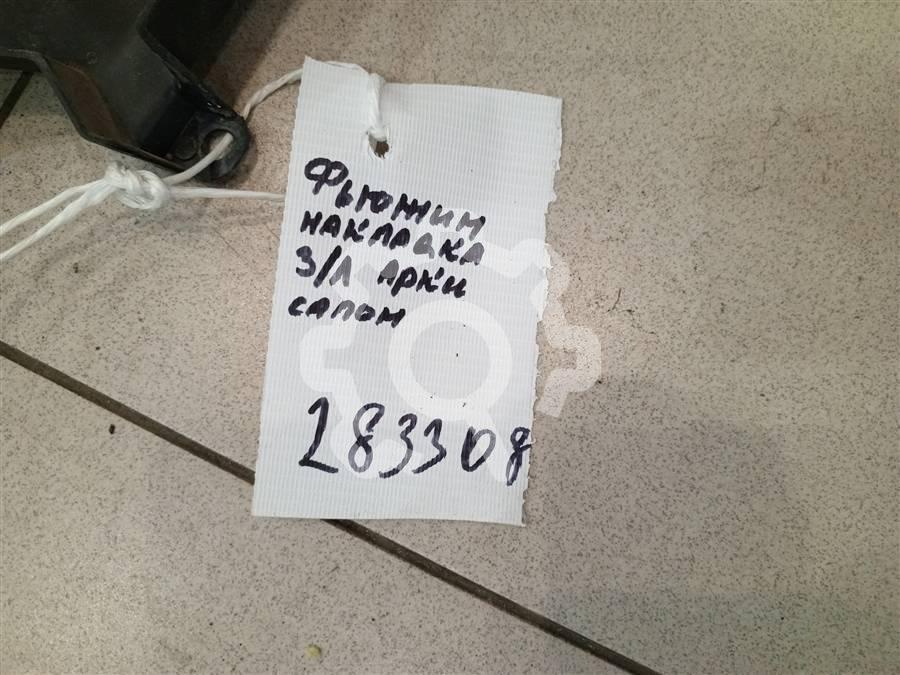 Фьюжин
накладка
З/Л арки
салон
283308